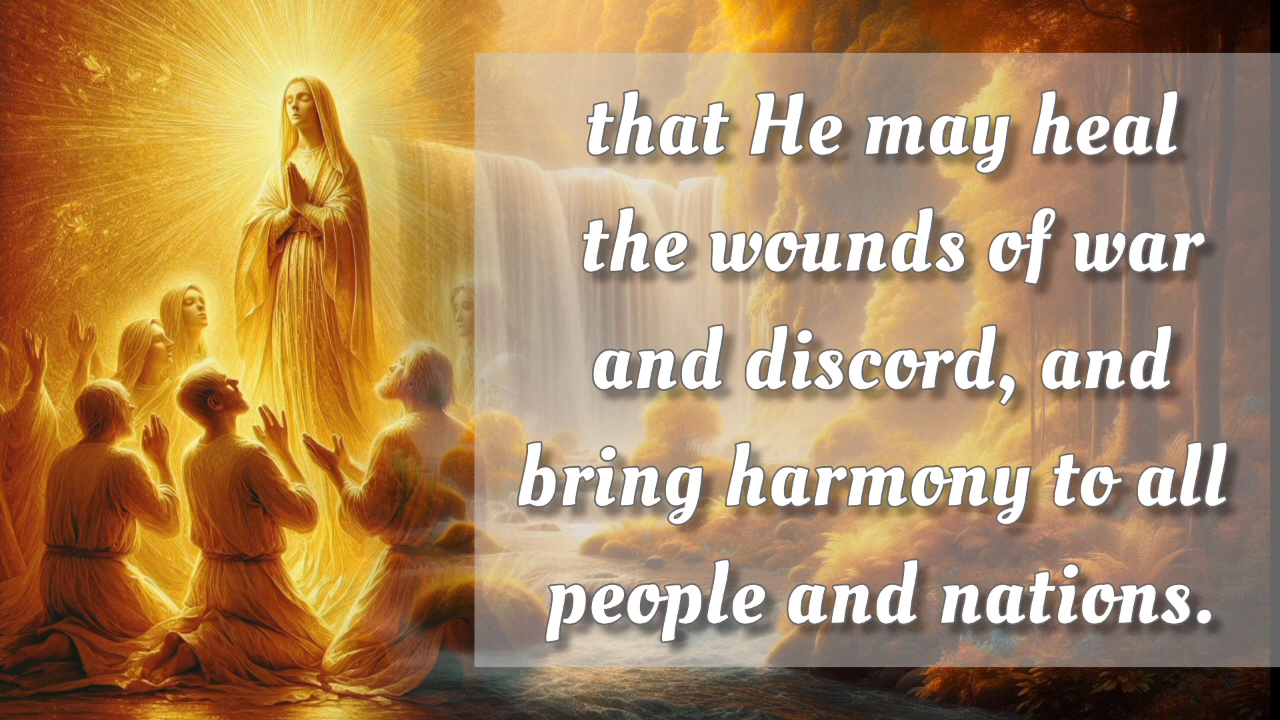 that He may heal
the wounds of war
and discord, and
bring harmony to all
people and nations.